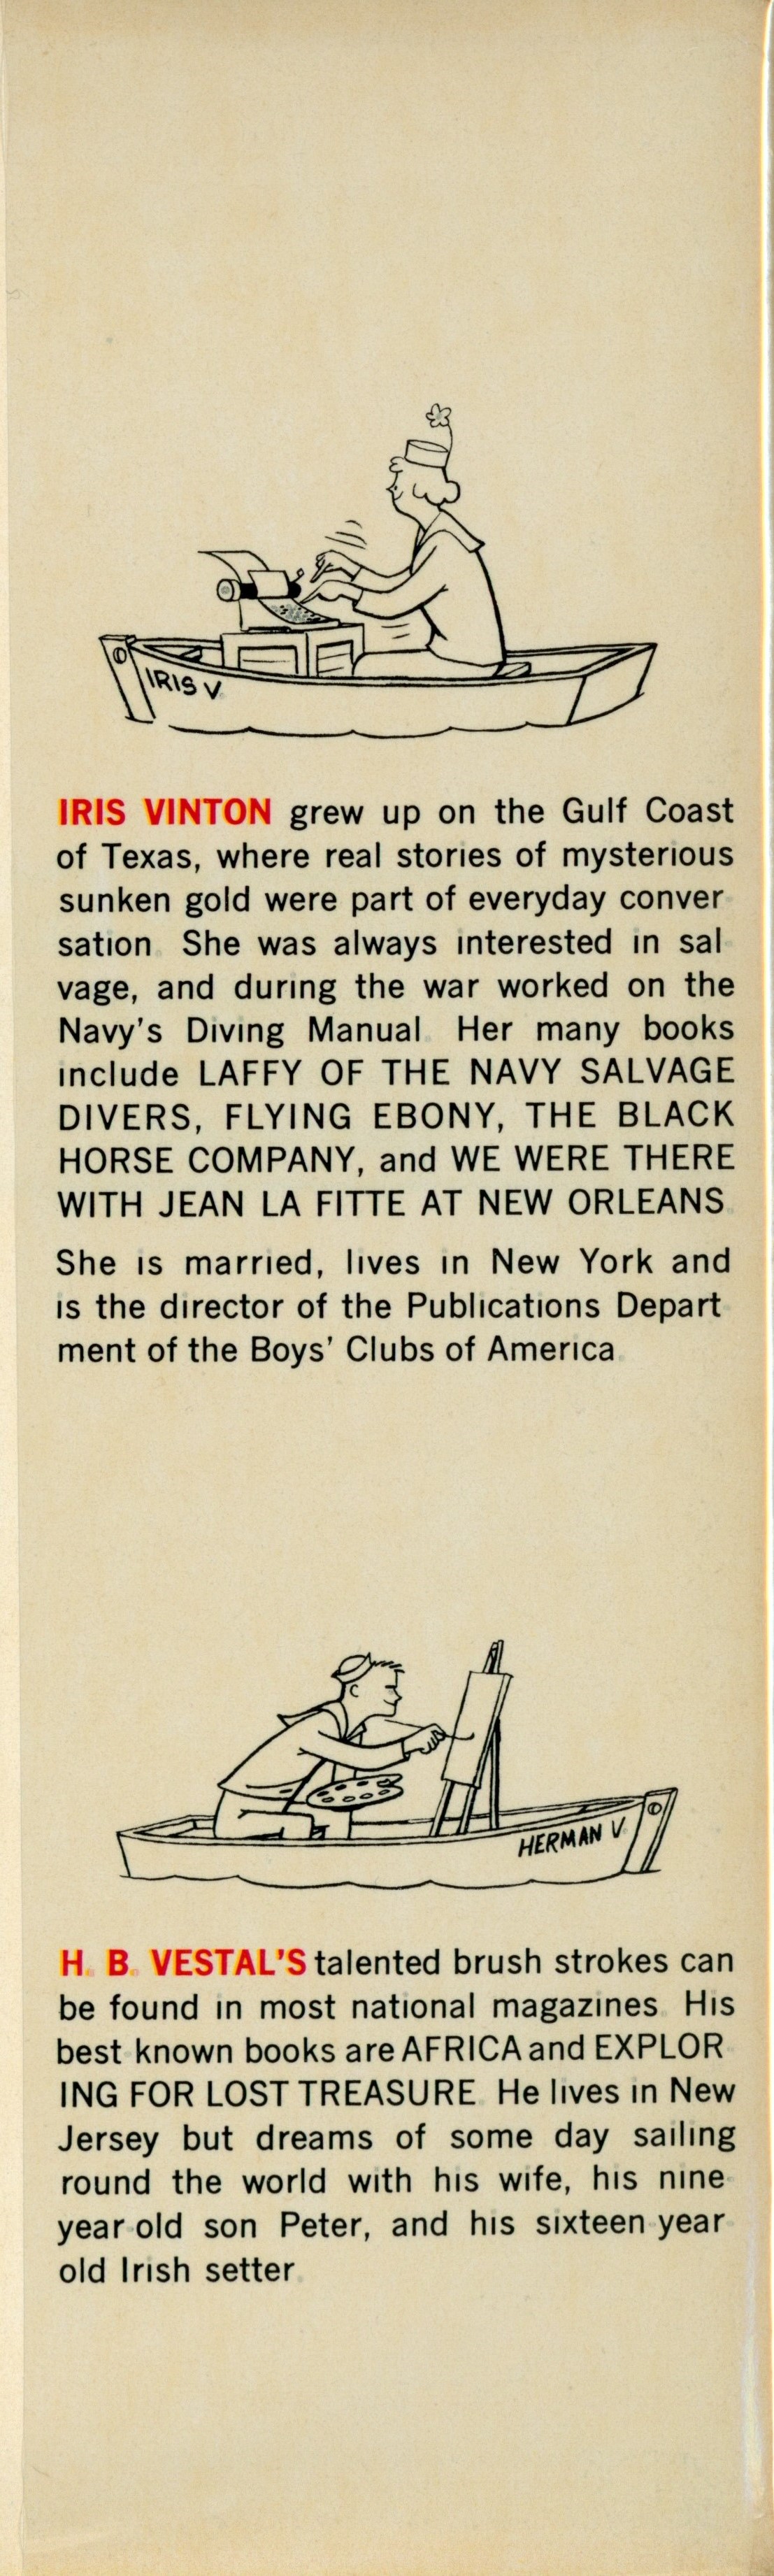 IRIS V
IRIS VINTON grew up on the Gulf Coast
of Texas, where real stories of mysterious
sunken gold were part of everyday conver
sation She was always interested in sal
vage, and during the war worked on the
Navy's Diving Manual Her many books
include LAFFY OF THE NAVY SALVAGE
DIVERS, FLYING EBONY, THE BLACK
HORSE COMPANY, and WE WERE THERE
WITH JEAN LA FITTE AT NEW ORLEANS
She is married, lives in New York and
is the director of the Publications Depart
ment of the Boys' Clubs of America
HERMAN V
H. B. VESTAL'S talented brush strokes can
be found in most national magazines His
best known books are AFRICA and EXPLOR
ING FOR LOST TREASURE He lives in New
Jersey but dreams of some day sailing
round the world with his wife, his nine
year old son Peter, and his sixteen year
old Irish setter